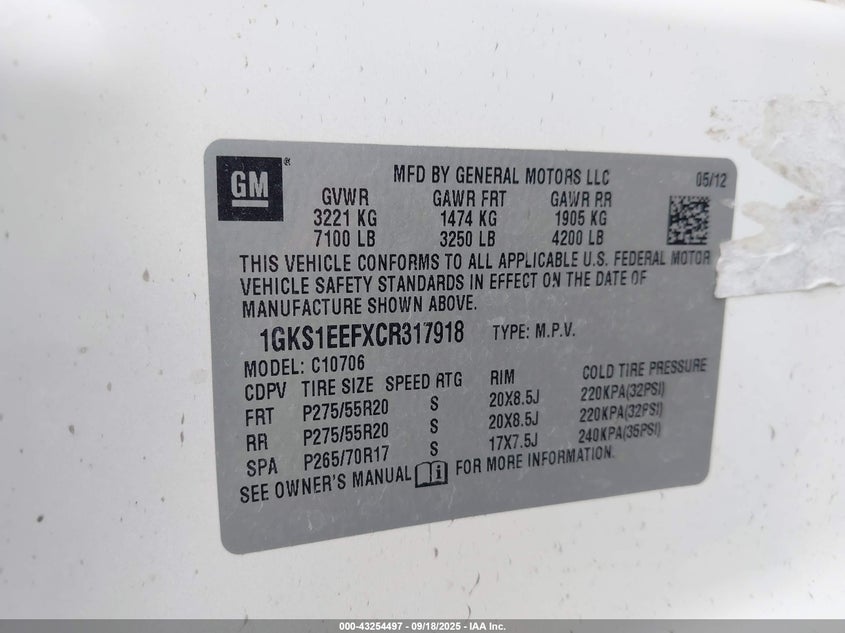 GM®
MFD BY GENERAL MOTORS LLC 05/12
GVWR GAWR FRT GAWR RR
3221 KG 1474 KG 1905 KG
7100 LB 3250 LB 4200 LB
THIS VEHICLE CONFORMS TO ALL APPLICABLE U.S. FEDERAL MOTOR
VEHICLE SAFETY STANDARDS IN EFFECT ON THE DATE OF
MANUFACTURE SHOWN ABOVE.
1GKS1EEFXCR317918 TYPE: M.P.V.
MODEL: C10706
CDPV TIRE SIZE SPEED RTG RIM COLD TIRE PRESSURE
FRT P275/55R20 S 20X8.5J 220KPA(32PSI)
RR P275/55R20 S 20X8.5J 220KPA(32PSI)
SPA P265/70R17 S 17X7.5J 240KPA(35PSI)
SEE OWNER'S MANUAL FOR MORE INFORMATION.
000-43254497 - 09/18/2025 - IAA Inc.